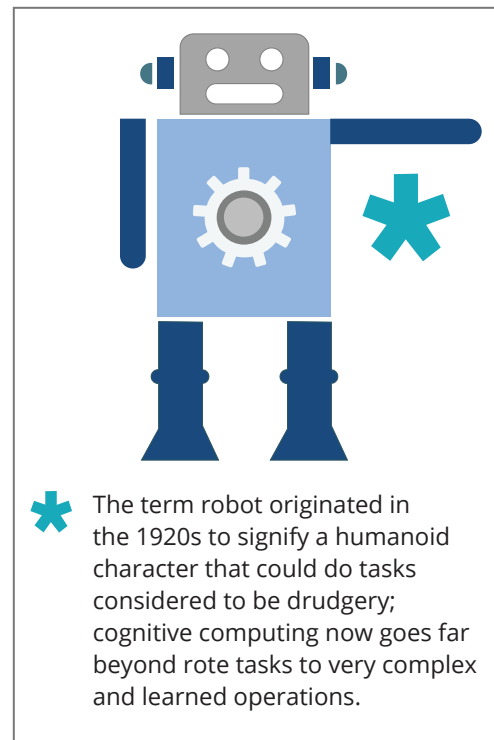 The term robot originated in
the 1920s to signify a humanoid
character that could do tasks
considered to be drudgery;
cognitive computing now goes far
beyond rote tasks to very complex
and learned operations.